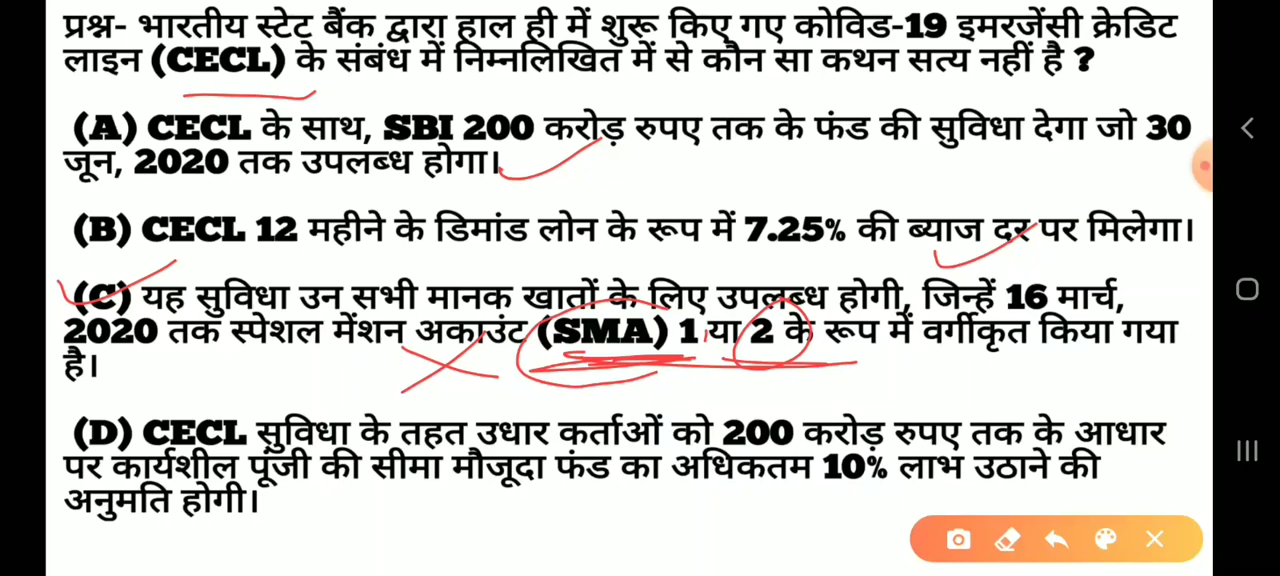 प्रश्न- भारतीय स्टेट बैंक द्वारा हाल ही में शुरू किए गए कोविड-19 इमरजेंसी क्रेडिट
लाइन (CECL) के संबंध में निम्नलिखित में से कौन सा कथन सत्य नहीं है ?
(A) CECL के साथ, SBI 200 करोड़ रुपए तक के फंड की सुविधा देगा जो 30
जून, 2020 तक उपलब्ध होगा।
(B) CECL 12 महीने के डिमांड लोन के रूप में 7.25% की ब्याज दर पर मिलेगा।
(C) यह सुविधा उन सभी मानक खातों के लिए उपलब्ध होगी, जिन्हें 16 मार्च,
2020 तक स्पेशल मेंशन अकाउंट (SMA) 1 या 2 के रूप में वर्गीकृत किया गया
है।
(D) CECL सुविधा के तहत उधार कर्ताओं को 200 करोड़ रुपए तक के आधार
पर कार्यशील पूंजी की सीमा मौजूदा फंड का अधिकतम 10% लाभ उठाने की
अनुमति होगी।